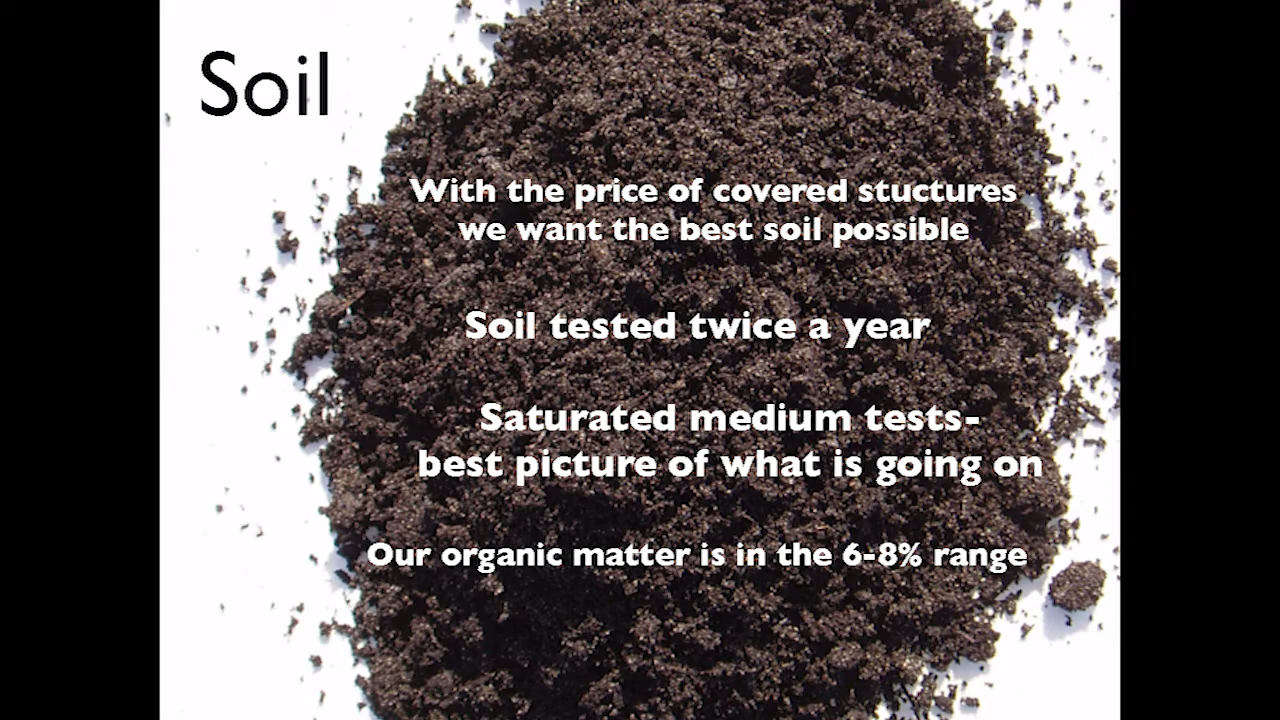 Soil
With the price of covered stuctures
we want the best soil possible
Soil tested twice a year
Saturated medium tests-
best picture of what is going on
Our organic matter is in the 6-8% range